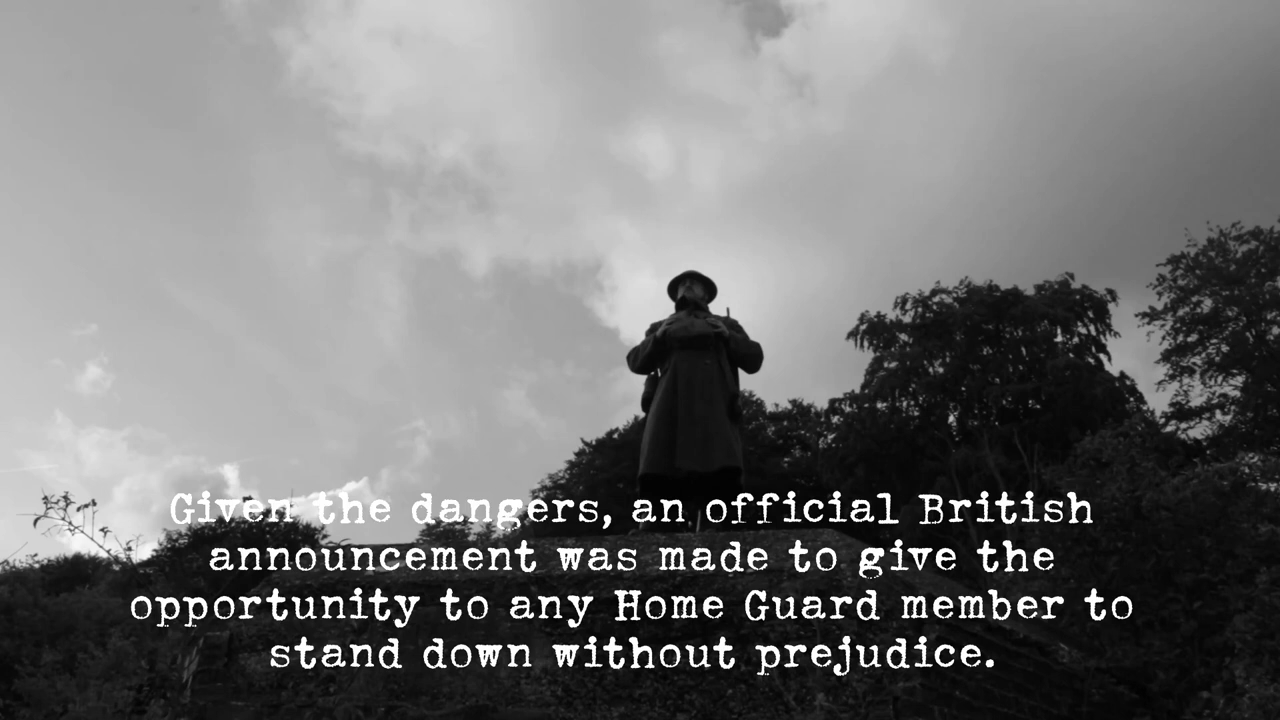 Given the dangers, an official British
announcement was made to give the
opportunity to any Home Guard member to
stand down without prejudice.